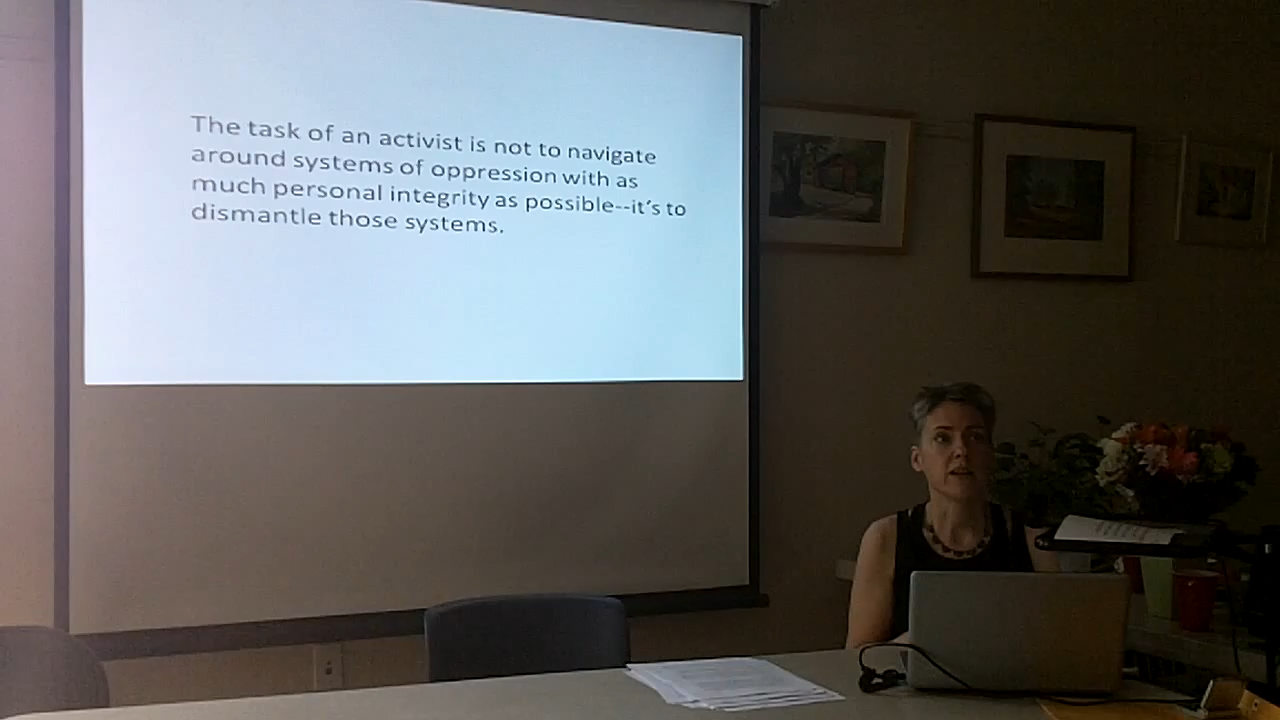 The task of an activist is not to navigate
around systems of oppression with as
much personal integrity as possible--it's to
dismantle those systems.